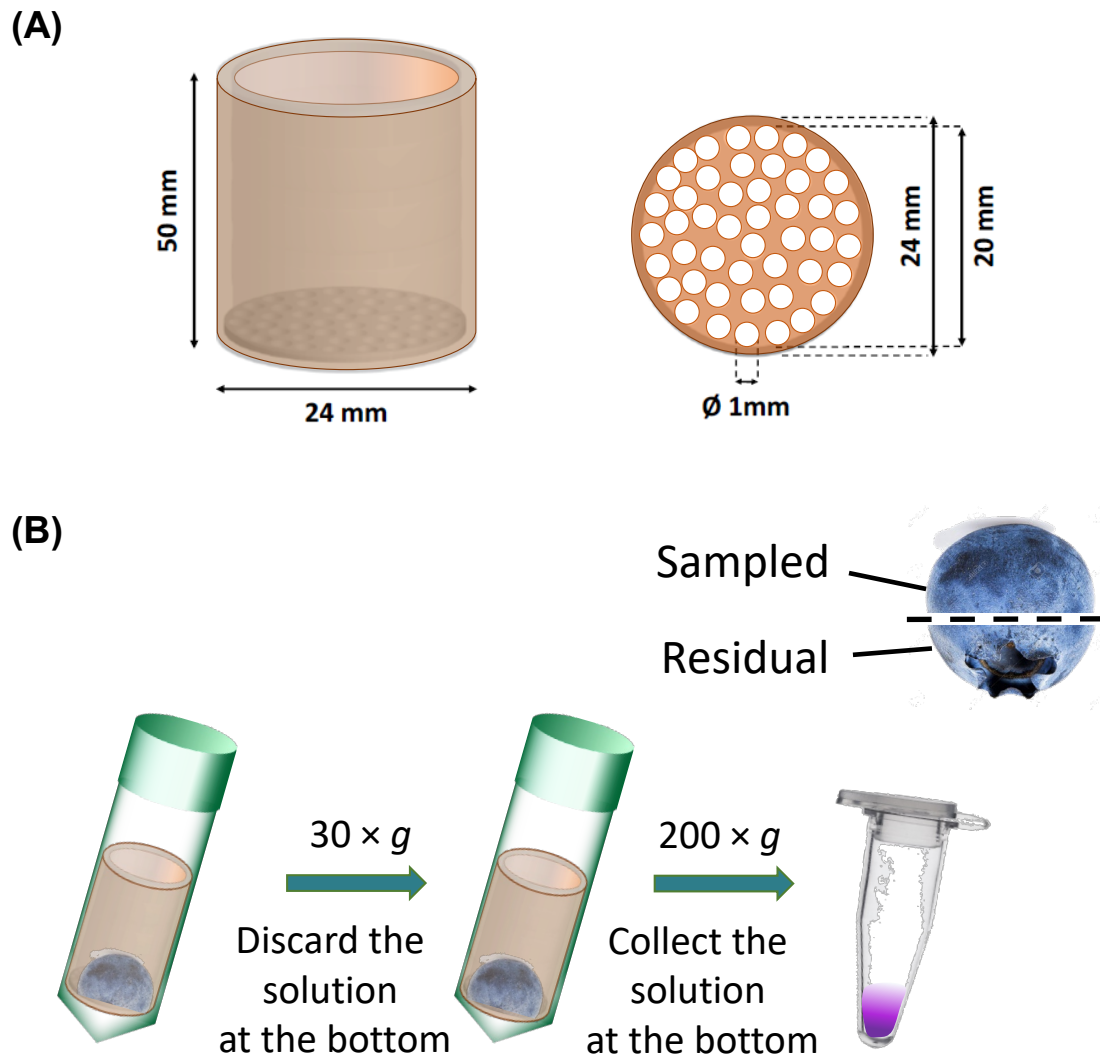 (A)
50 mm
24 mm
24 mm
20 mm
Ø 1mm
(B)
Sampled
Residual
30 × g
Discard the
solution
at the bottom
200 × g
Collect the
solution
at the bottom